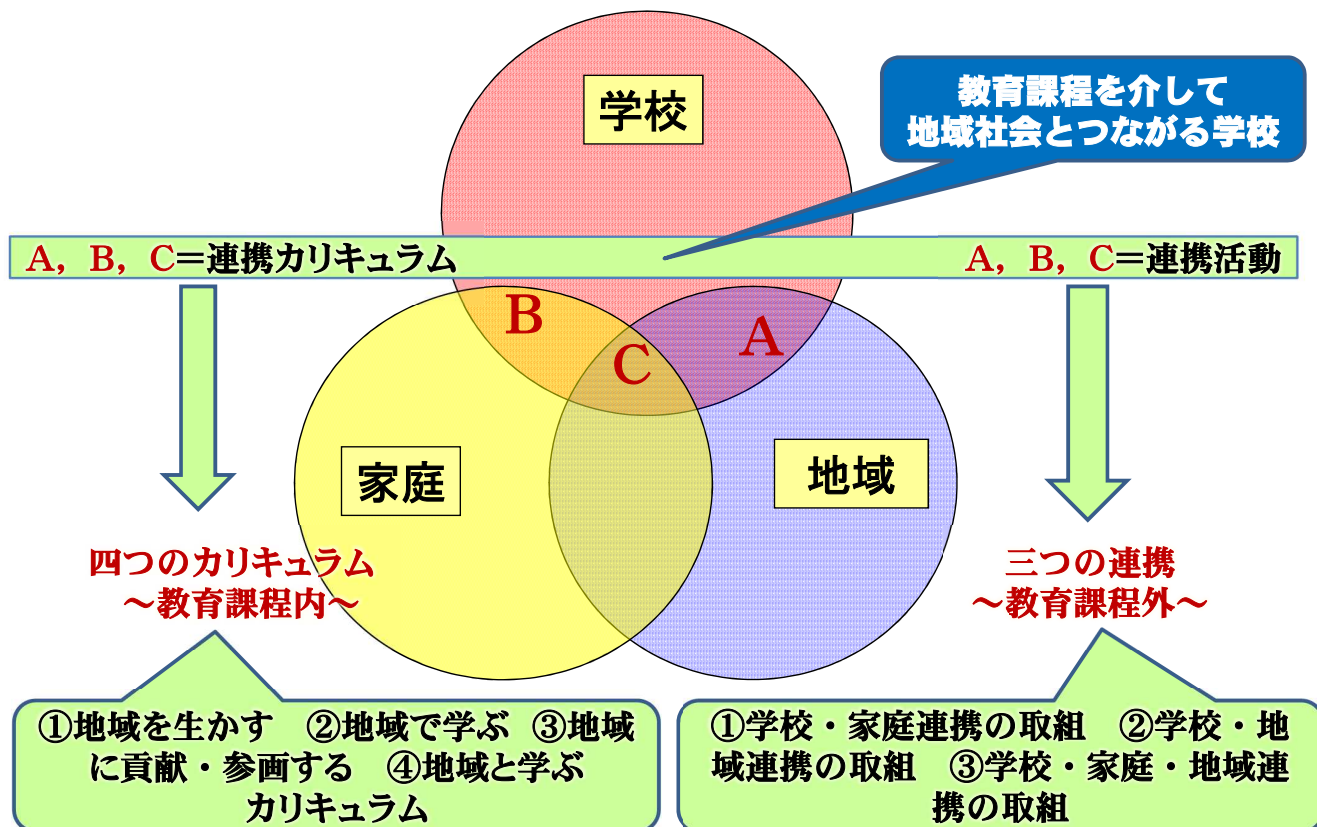 学校
教育課程を介して
地域社会とつながる学校
A, B, C＝連携カリキュラム
A, B, C＝連携活動
B
A
C
家庭
地域
四つのカリキュラム
～教育課程内～
三つの連携
～教育課程外～
①地域を生かす　②地域で学ぶ　③地域
に貢献・参画する　④地域と学ぶ
カリキュラム
①学校・家庭連携の取組　②学校・地
域連携の取組　③学校・家庭・地域連
携の取組